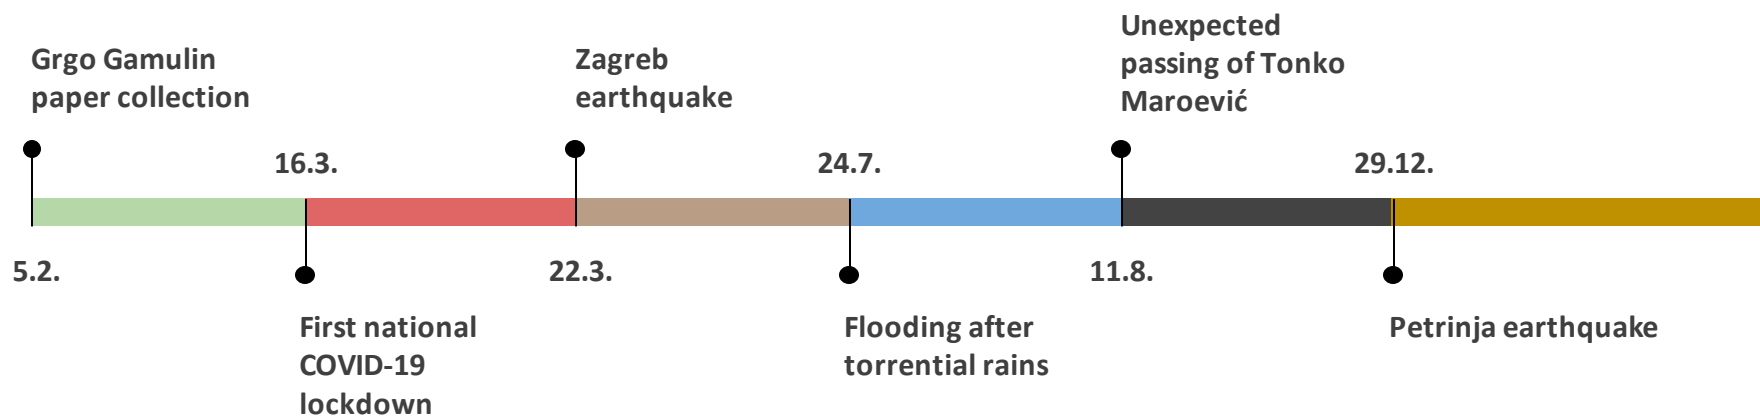 Grgo Gamulin
paper collection
5.2.
16.3.
First national
COVID-19
lockdown
Zagreb
earthquake
22.3.
24.7.
Flooding after
torrential rains
Unexpected
passing of Tonko
Maroević
11.8.
29.12.
Petrinja earthquake